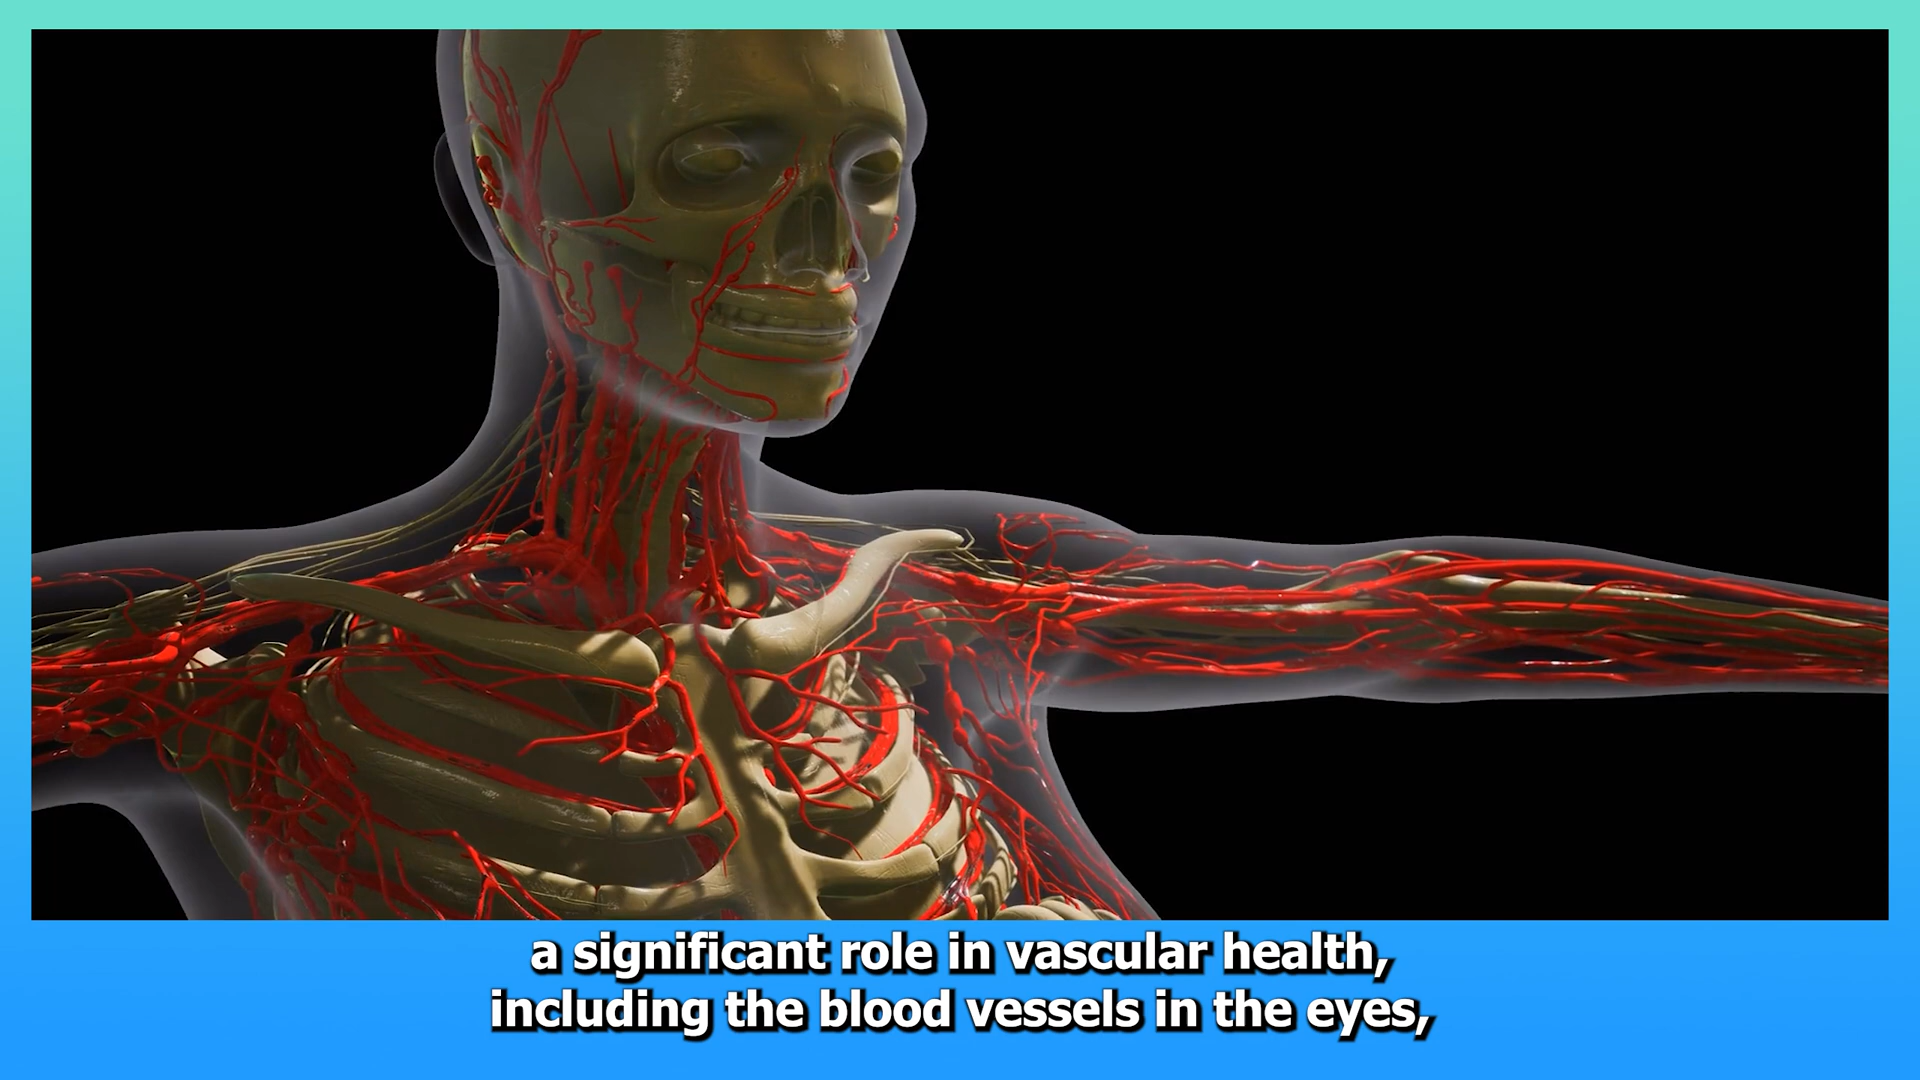 a significant role in vascular health,
including the blood vessels in the eyes,